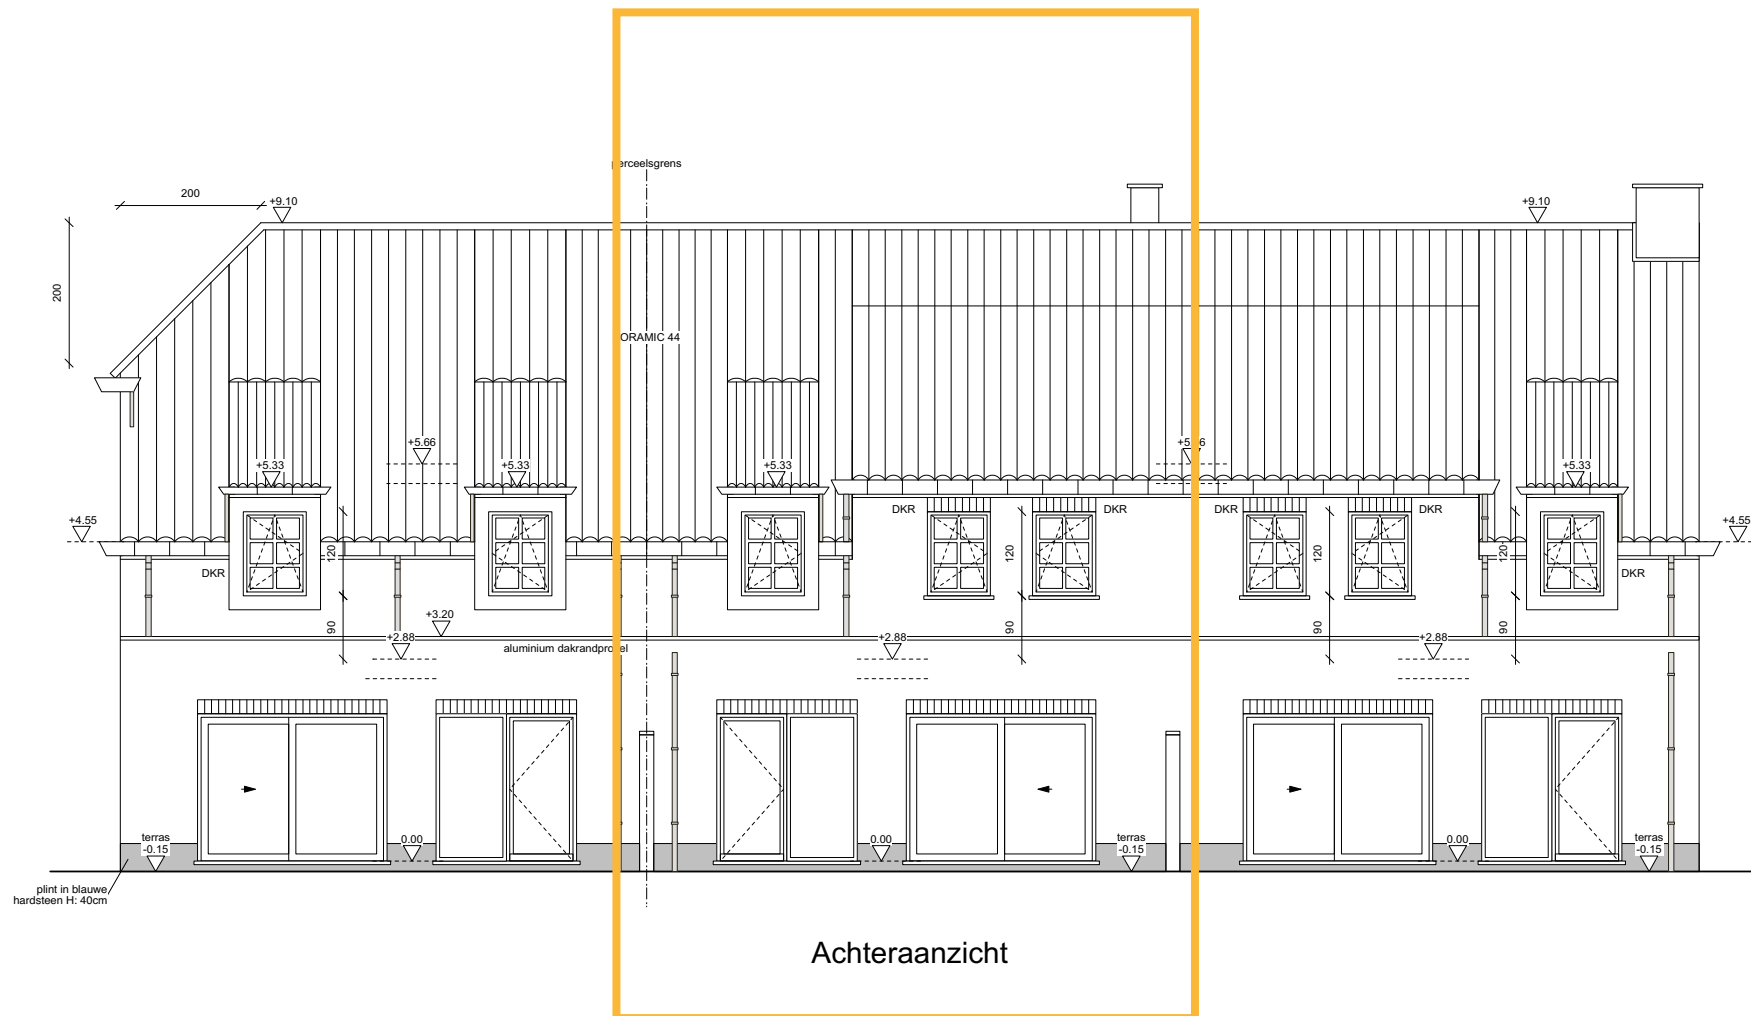 perceelsgrens
200
+9.10
+9.10
200
ORAMIC 44
+5.66
+5.33
+5.33
+5.33
+5.33
DKR
DKR
DKR
DKR
+4.55
+4.55
120
120
120
120
DKR
DKR
+3.20
90
90
90
90
+2.88
+2.88
+2.88
aluminium dakrandprofiel
terras
-0.15
0.00
0.00
terras
-0.15
0.00
terras
-0.15
plint in blauwe
hardsteen H: 40cm
Achteraanzicht